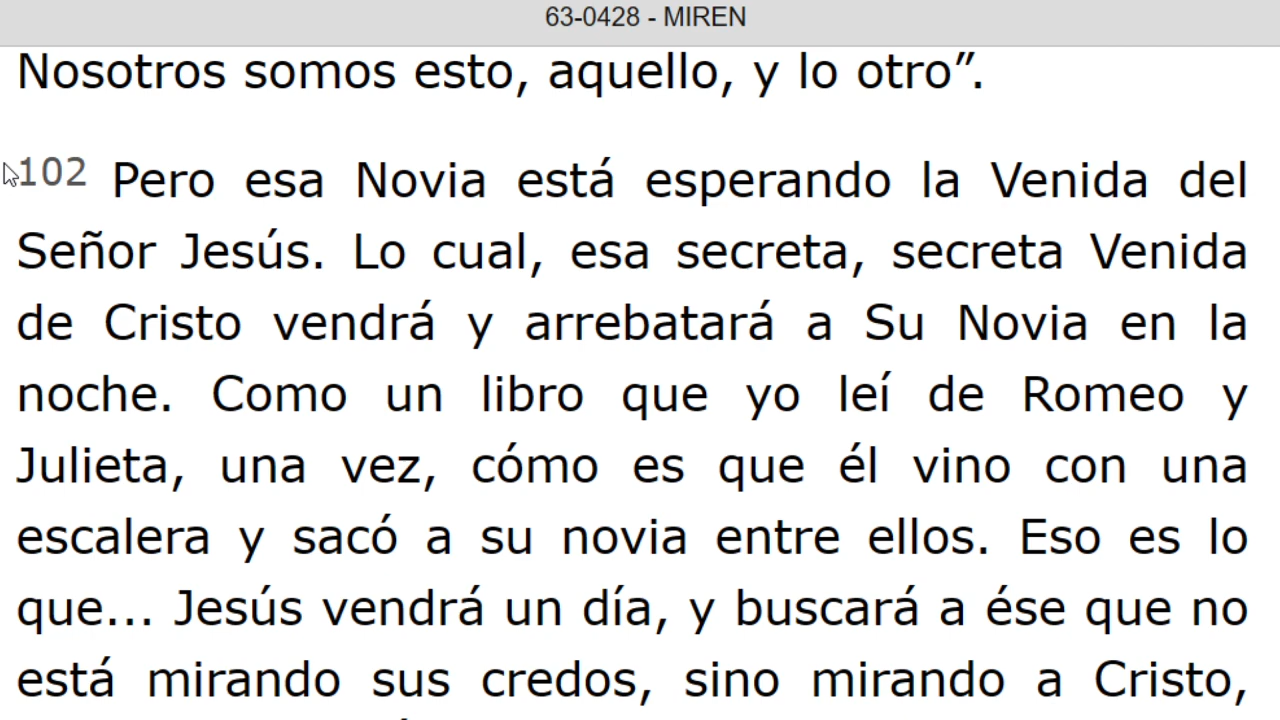 63-0428 - MIREN
Nosotros somos esto, aquello, y lo otro”.
102 Pero esa Novia está esperando la Venida del
Señor Jesús. Lo cual, esa secreta, secreta Venida
de Cristo vendrá y arrebatará a Su Novia en la
noche. Como un libro que yo leí de Romeo y
Julieta, una vez, cómo es que él vino con una
escalera y sacó a su novia entre ellos. Eso es lo
que... Jesús vendrá un día, y buscará a ése que no
está mirando sus credos, sino mirando a Cristo,